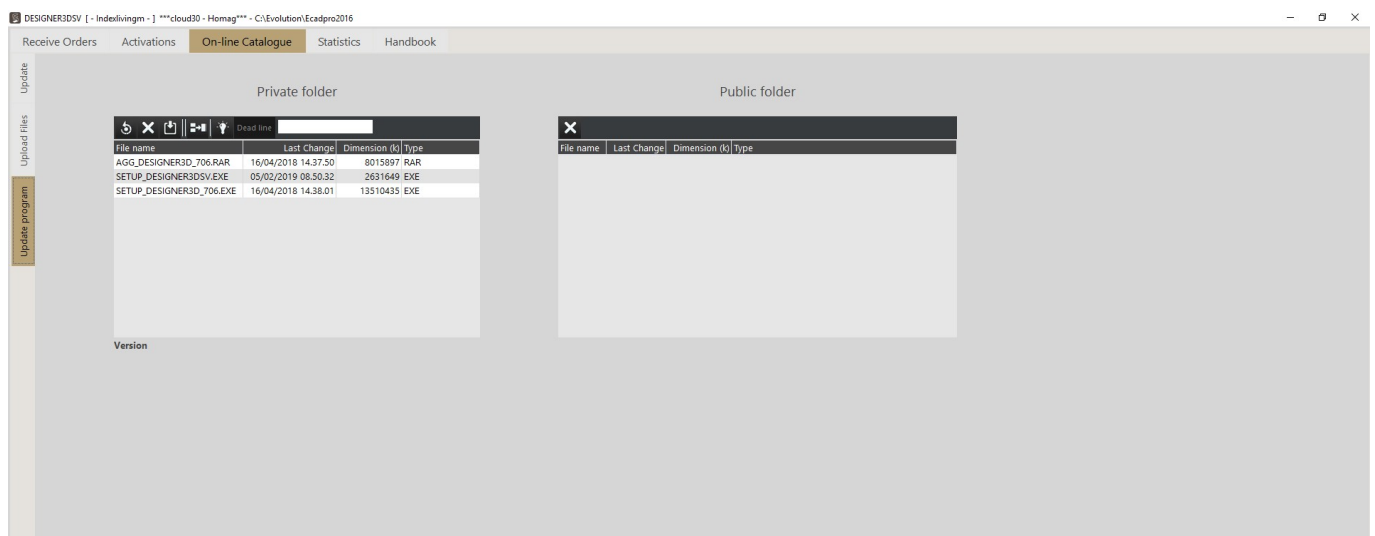 DESIGNER3DSV [ - Indexlivingm - ] ***cloud30 - Homag*** - C:\Evolution\Ecadpro2016
Receive Orders Activations On-line Catalogue Statistics Handbook
Update
Upload Files
Update program
Private folder
Public folder
Dead line
File name Last Change Dimension (k) Type
AGG_DESIGNER3D_706.RAR 16/04/2018 14.37.50 8015897 RAR
SETUP_DESIGNER3DSV.EXE 05/02/2019 08.50.32 2631649 EXE
SETUP_DESIGNER3D_706.EXE 16/04/2018 14.38.01 13510435 EXE
Version
File name Last Change Dimension (k) Type